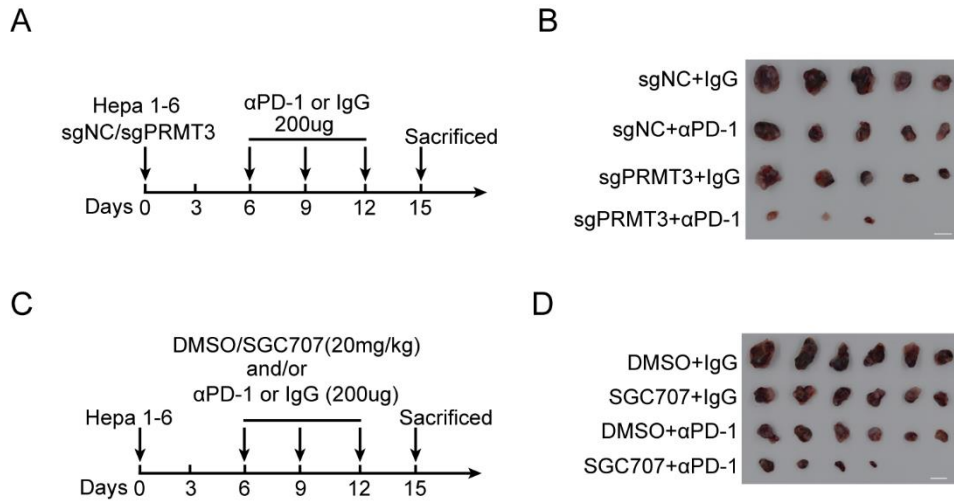 A
Hepa 1-6
sgNC/sgPRMT3
αPD-1 or IgG
200ug
Sacrificed
Days 0 3 6 9 12 15
B
sgNC+IgG
sgNC+αPD-1
sgPRMT3+IgG
sgPRMT3+αPD-1
C
DMSO/SGC707(20mg/kg)
and/or
αPD-1 or IgG (200ug)
Hepa 1-6
Sacrificed
Days 0 3 6 9 12 15
D
DMSO+IgG
SGC707+IgG
DMSO+αPD-1
SGC707+αPD-1